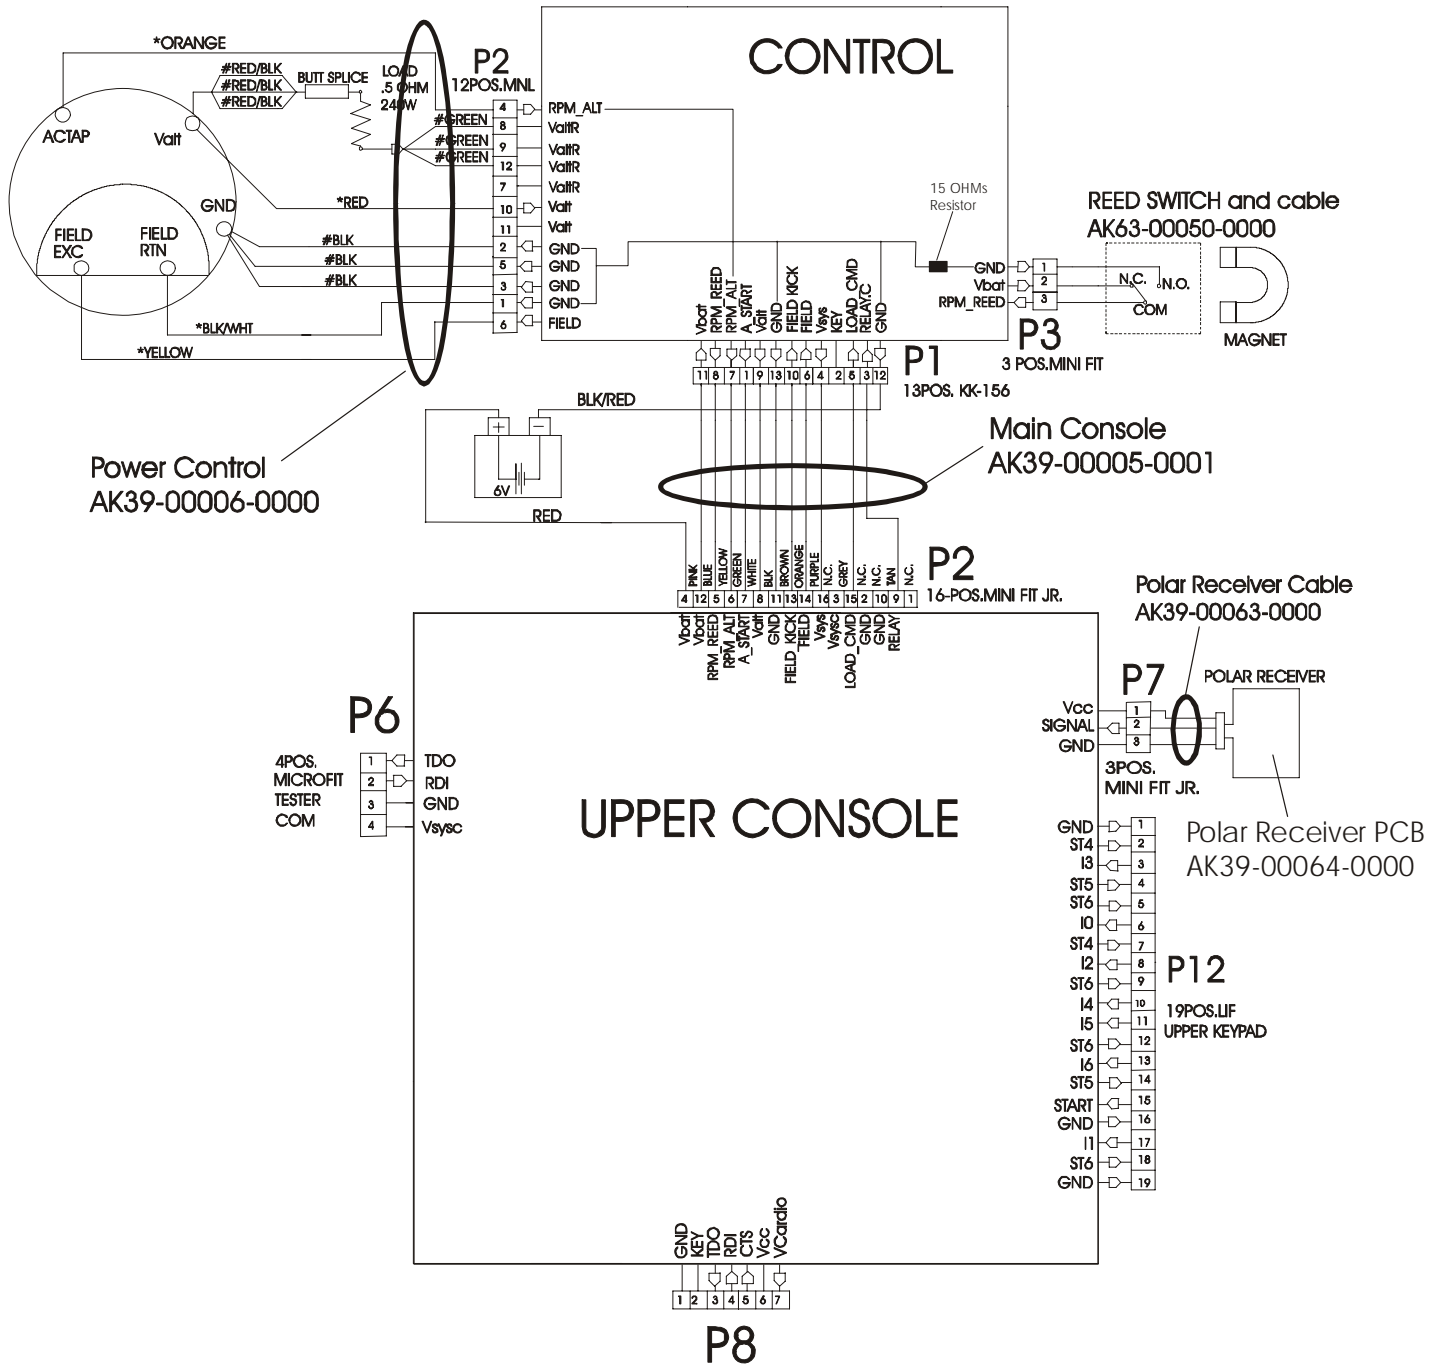 CONTROL
*ORANGE
#RED/BLK
#RED/BLK
#RED/BLK
BUTT SPLICE
LOAD
.5 OHM
240W
P2
12POS.MNL
ACTAP
Valt
GND
FIELD
EXC
FIELD
RTN
#GREEN
#GREEN
#GREEN
*RED
#BLK
#BLK
#BLK
*BLK/WHT
*YELLOW
4 RPM_ALT
8 ValtR
9 ValtR
12 ValtR
7 ValtR
10 Valt
11 Valt
2 GND
5 GND
3 GND
1 GND
6 FIELD
15 OHMs
Resistor
REED SWITCH and cable
AK63-00050-0000
GND 1
Vbat 2
RPM_REED 3
N.C.
N.O.
COM
MAGNET
P3
3 POS.MINI FIT
Vbat RPM_REED RPM_ALT A_START Valt GND FIELD KICK FIELD Vsys KEY LOAD_CMD RELAY.C GND
11 8 7 1 9 13 10 6 4 2 5 3 12
P1
13POS. KK-156
BLK/RED
+ −
6V
RED
Power Control
AK39-00006-0000
Main Console
AK39-00005-0001
PINK BLUE YELLOW GREEN WHITE BLK BROWN ORANGE PURPLE N.C. GREY N.C. N.C. TAN N.C.
4 12 5 6 7 8 11 13 14 16 3 15 2 10 9 1
P2
16-POS.MINI FIT JR.
Vbat Vbat RPM_REED RPM_ALT A_START Valt GND FIELD_KICK FIELD Vsys Vsysc LOAD_CMD GND GND RELAY
Polar Receiver Cable
AK39-00063-0000
P7
POLAR RECEIVER
Vcc 1
SIGNAL 2
GND 3
3POS.
MINI FIT JR.
Polar Receiver PCB
AK39-00064-0000
P6
4POS.
MICROFIT
TESTER
COM
1 TDO
2 RDI
3 GND
4 Vsysc
UPPER CONSOLE
GND 1
ST4 2
I3 3
ST5 4
ST6 5
I0 6
ST4 7
I2 8
ST6 9
I4 10
I5 11
ST6 12
I6 13
ST5 14
START 15
GND 16
I1 17
ST6 18
GND 19
P12
19POS.LIF
UPPER KEYPAD
GND KEY TDO RDI CTS Vcc VCardio
1 2 3 4 5 6 7
P8